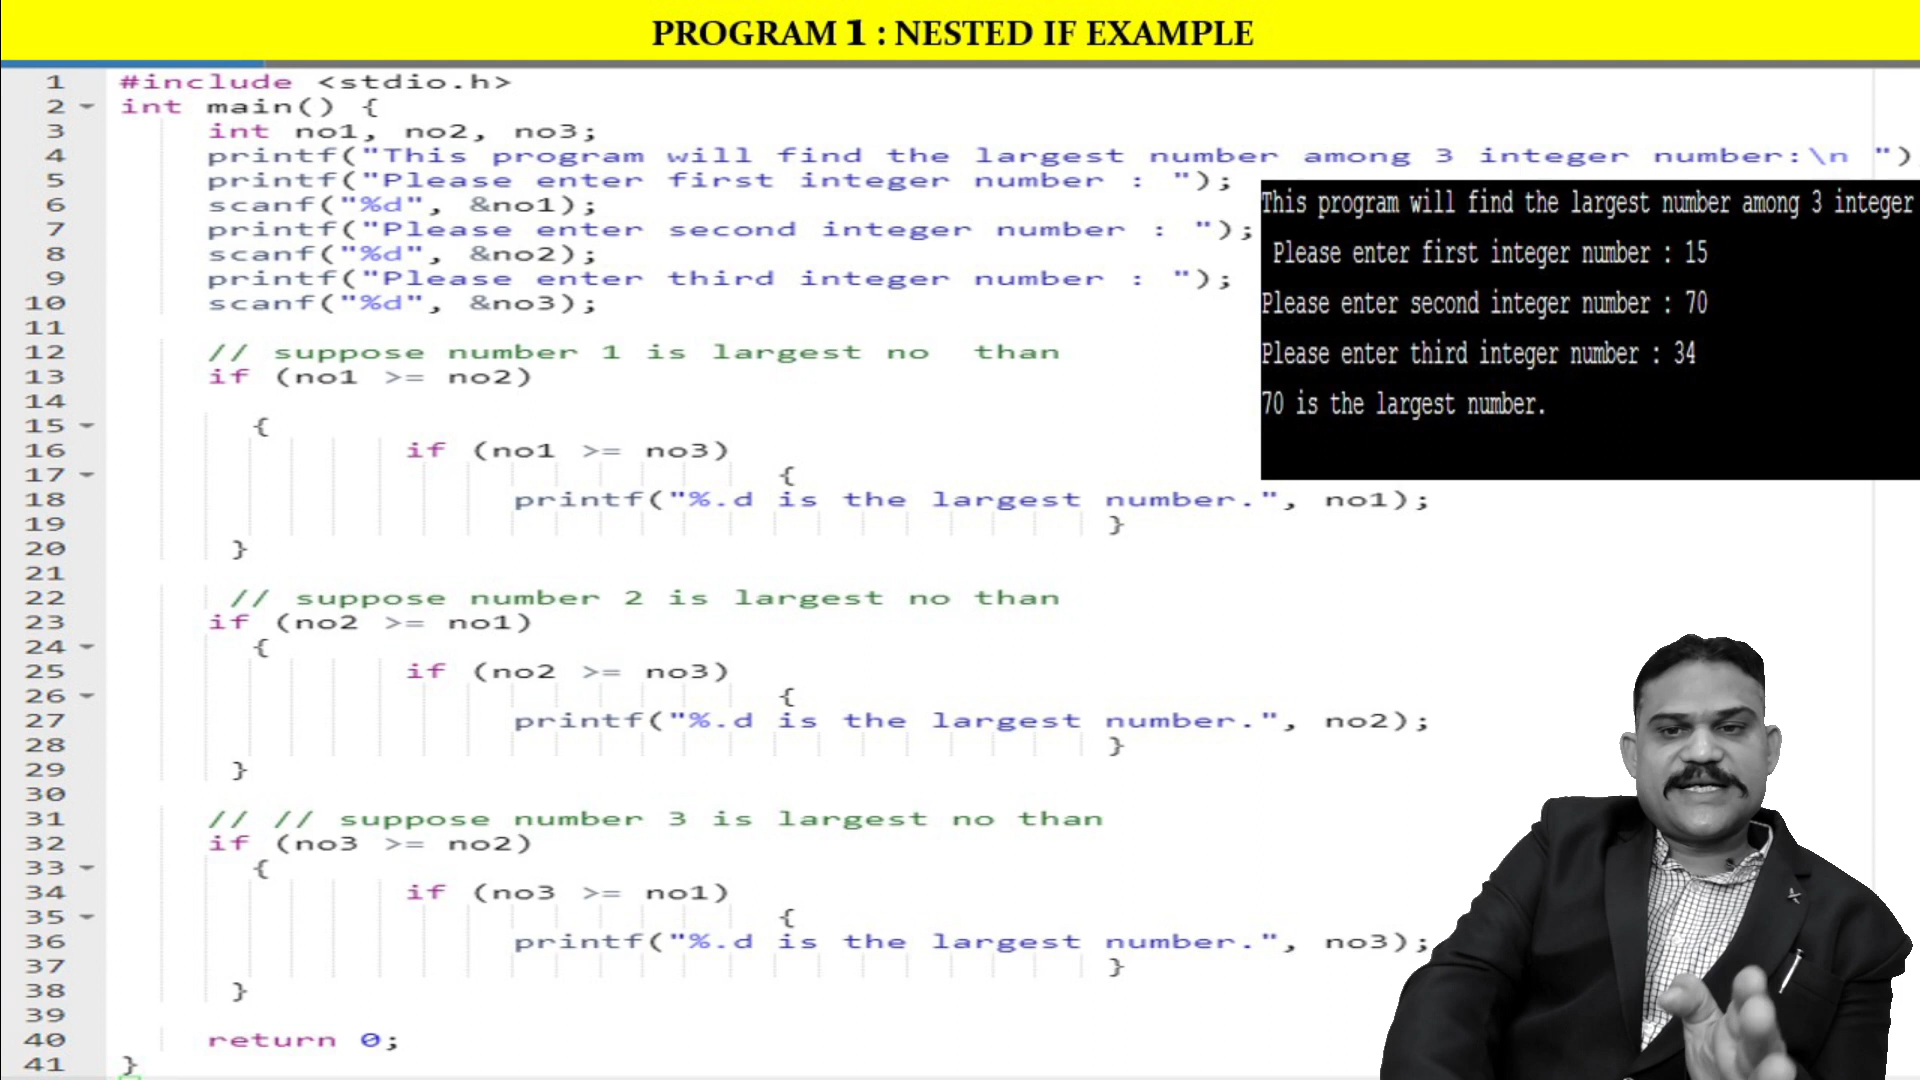 PROGRAM 1 : NESTED IF EXAMPLE
1 #include <stdio.h>
2 int main() {
3 int no1, no2, no3;
4 printf("This program will find the largest number among 3 integer number:\n ")
5 printf("Please enter first integer number : ");
6 scanf("%d", &no1);
7 printf("Please enter second integer number : ");
8 scanf("%d", &no2);
9 printf("Please enter third integer number : ");
10 scanf("%d", &no3);
11
12 // suppose number 1 is largest no  than
13 if (no1 >= no2)
14
15 {
16 if (no1 >= no3)
17 {
18 printf("%.d is the largest number.", no1);
19 }
20 }
21
22 // suppose number 2 is largest no than
23 if (no2 >= no1)
24 {
25 if (no2 >= no3)
26 {
27 printf("%.d is the largest number.", no2);
28 }
29 }
30
31 // // suppose number 3 is largest no than
32 if (no3 >= no2)
33 {
34 if (no3 >= no1)
35 {
36 printf("%.d is the largest number.", no3);
37 }
38 }
39
40 return 0;
41 }
This program will find the largest number among 3 integer
Please enter first integer number : 15
Please enter second integer number : 70
Please enter third integer number : 34
70 is the largest number.